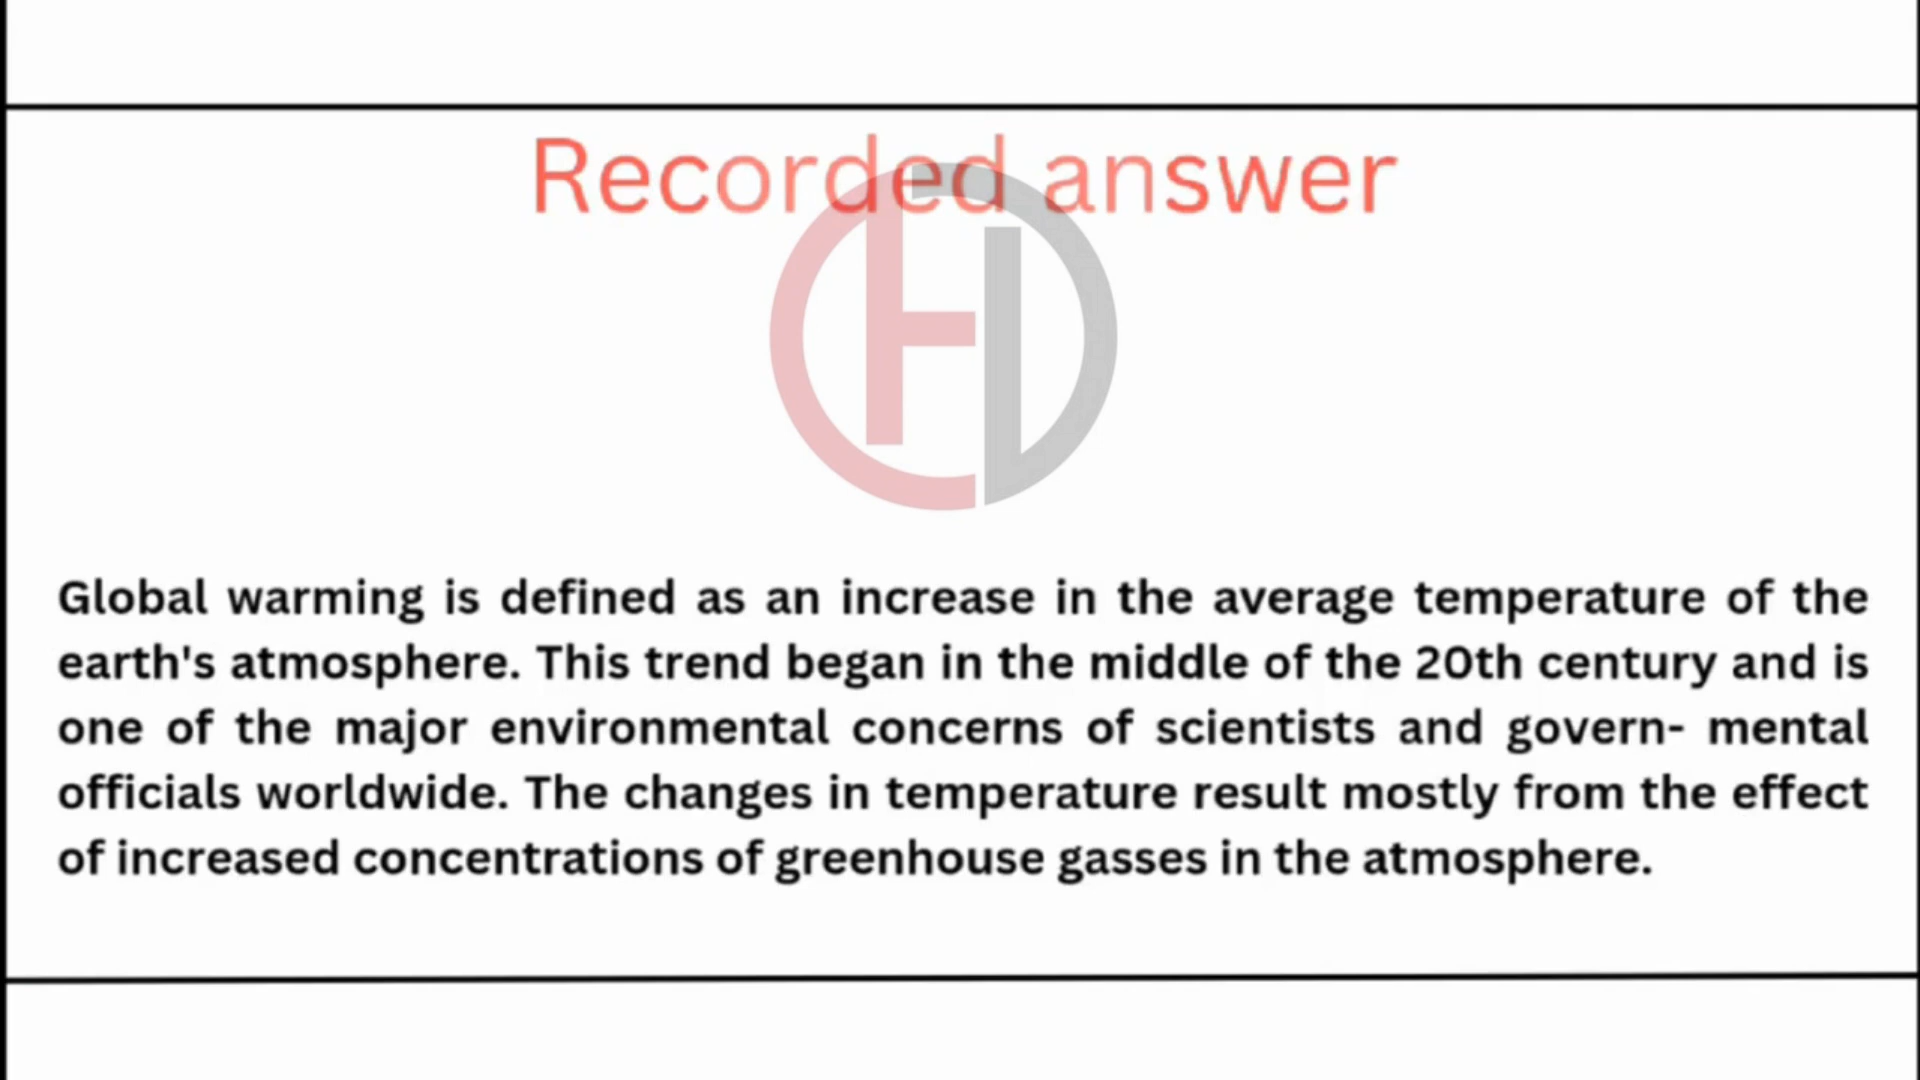 Recorded answer
Global warming is defined as an increase in the average temperature of the
earth's atmosphere. This trend began in the middle of the 20th century and is
one of the major environmental concerns of scientists and govern- mental
officials worldwide. The changes in temperature result mostly from the effect
of increased concentrations of greenhouse gasses in the atmosphere.